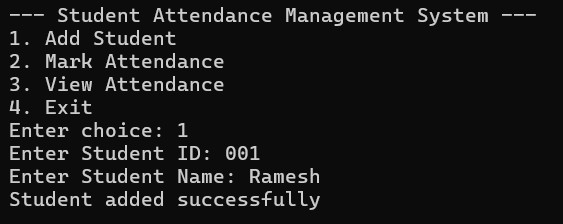 --- Student Attendance Management System ---
1. Add Student
2. Mark Attendance
3. View Attendance
4. Exit
Enter choice: 1
Enter Student ID: 001
Enter Student Name: Ramesh
Student added successfully